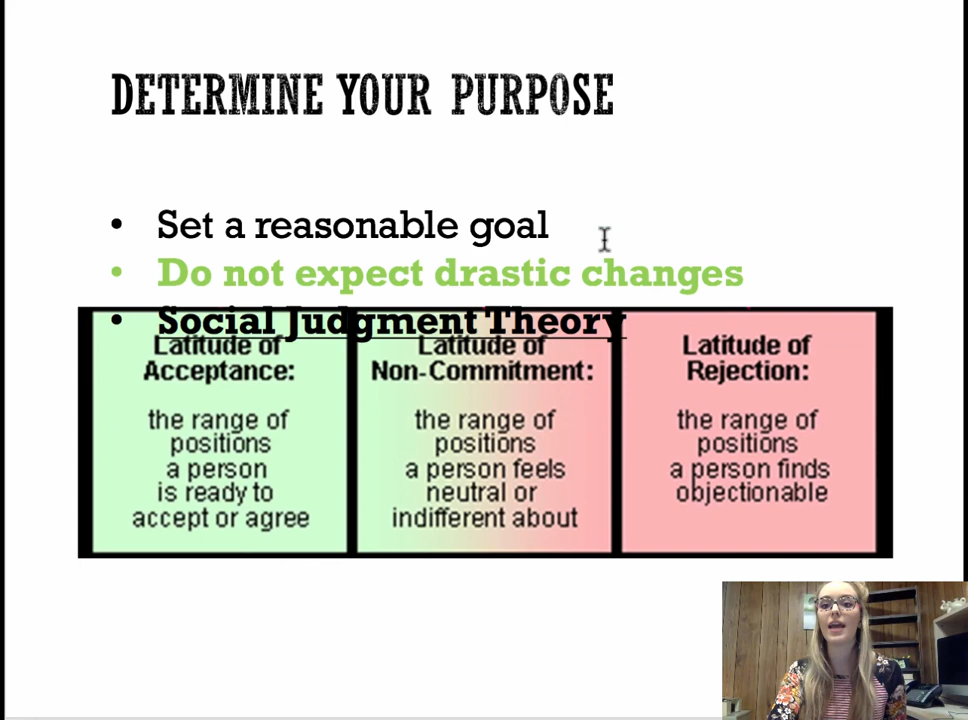 DETERMINE YOUR PURPOSE
• Set a reasonable goal
• Do not expect drastic changes
• Social Judgment Theory
Latitude of
Acceptance:
the range of
positions
a person
is ready to
accept or agree
Latitude of
Non-Commitment:
the range of
positions
a person feels
neutral or
indifferent about
Latitude of
Rejection:
the range of
positions
a person finds
objectionable